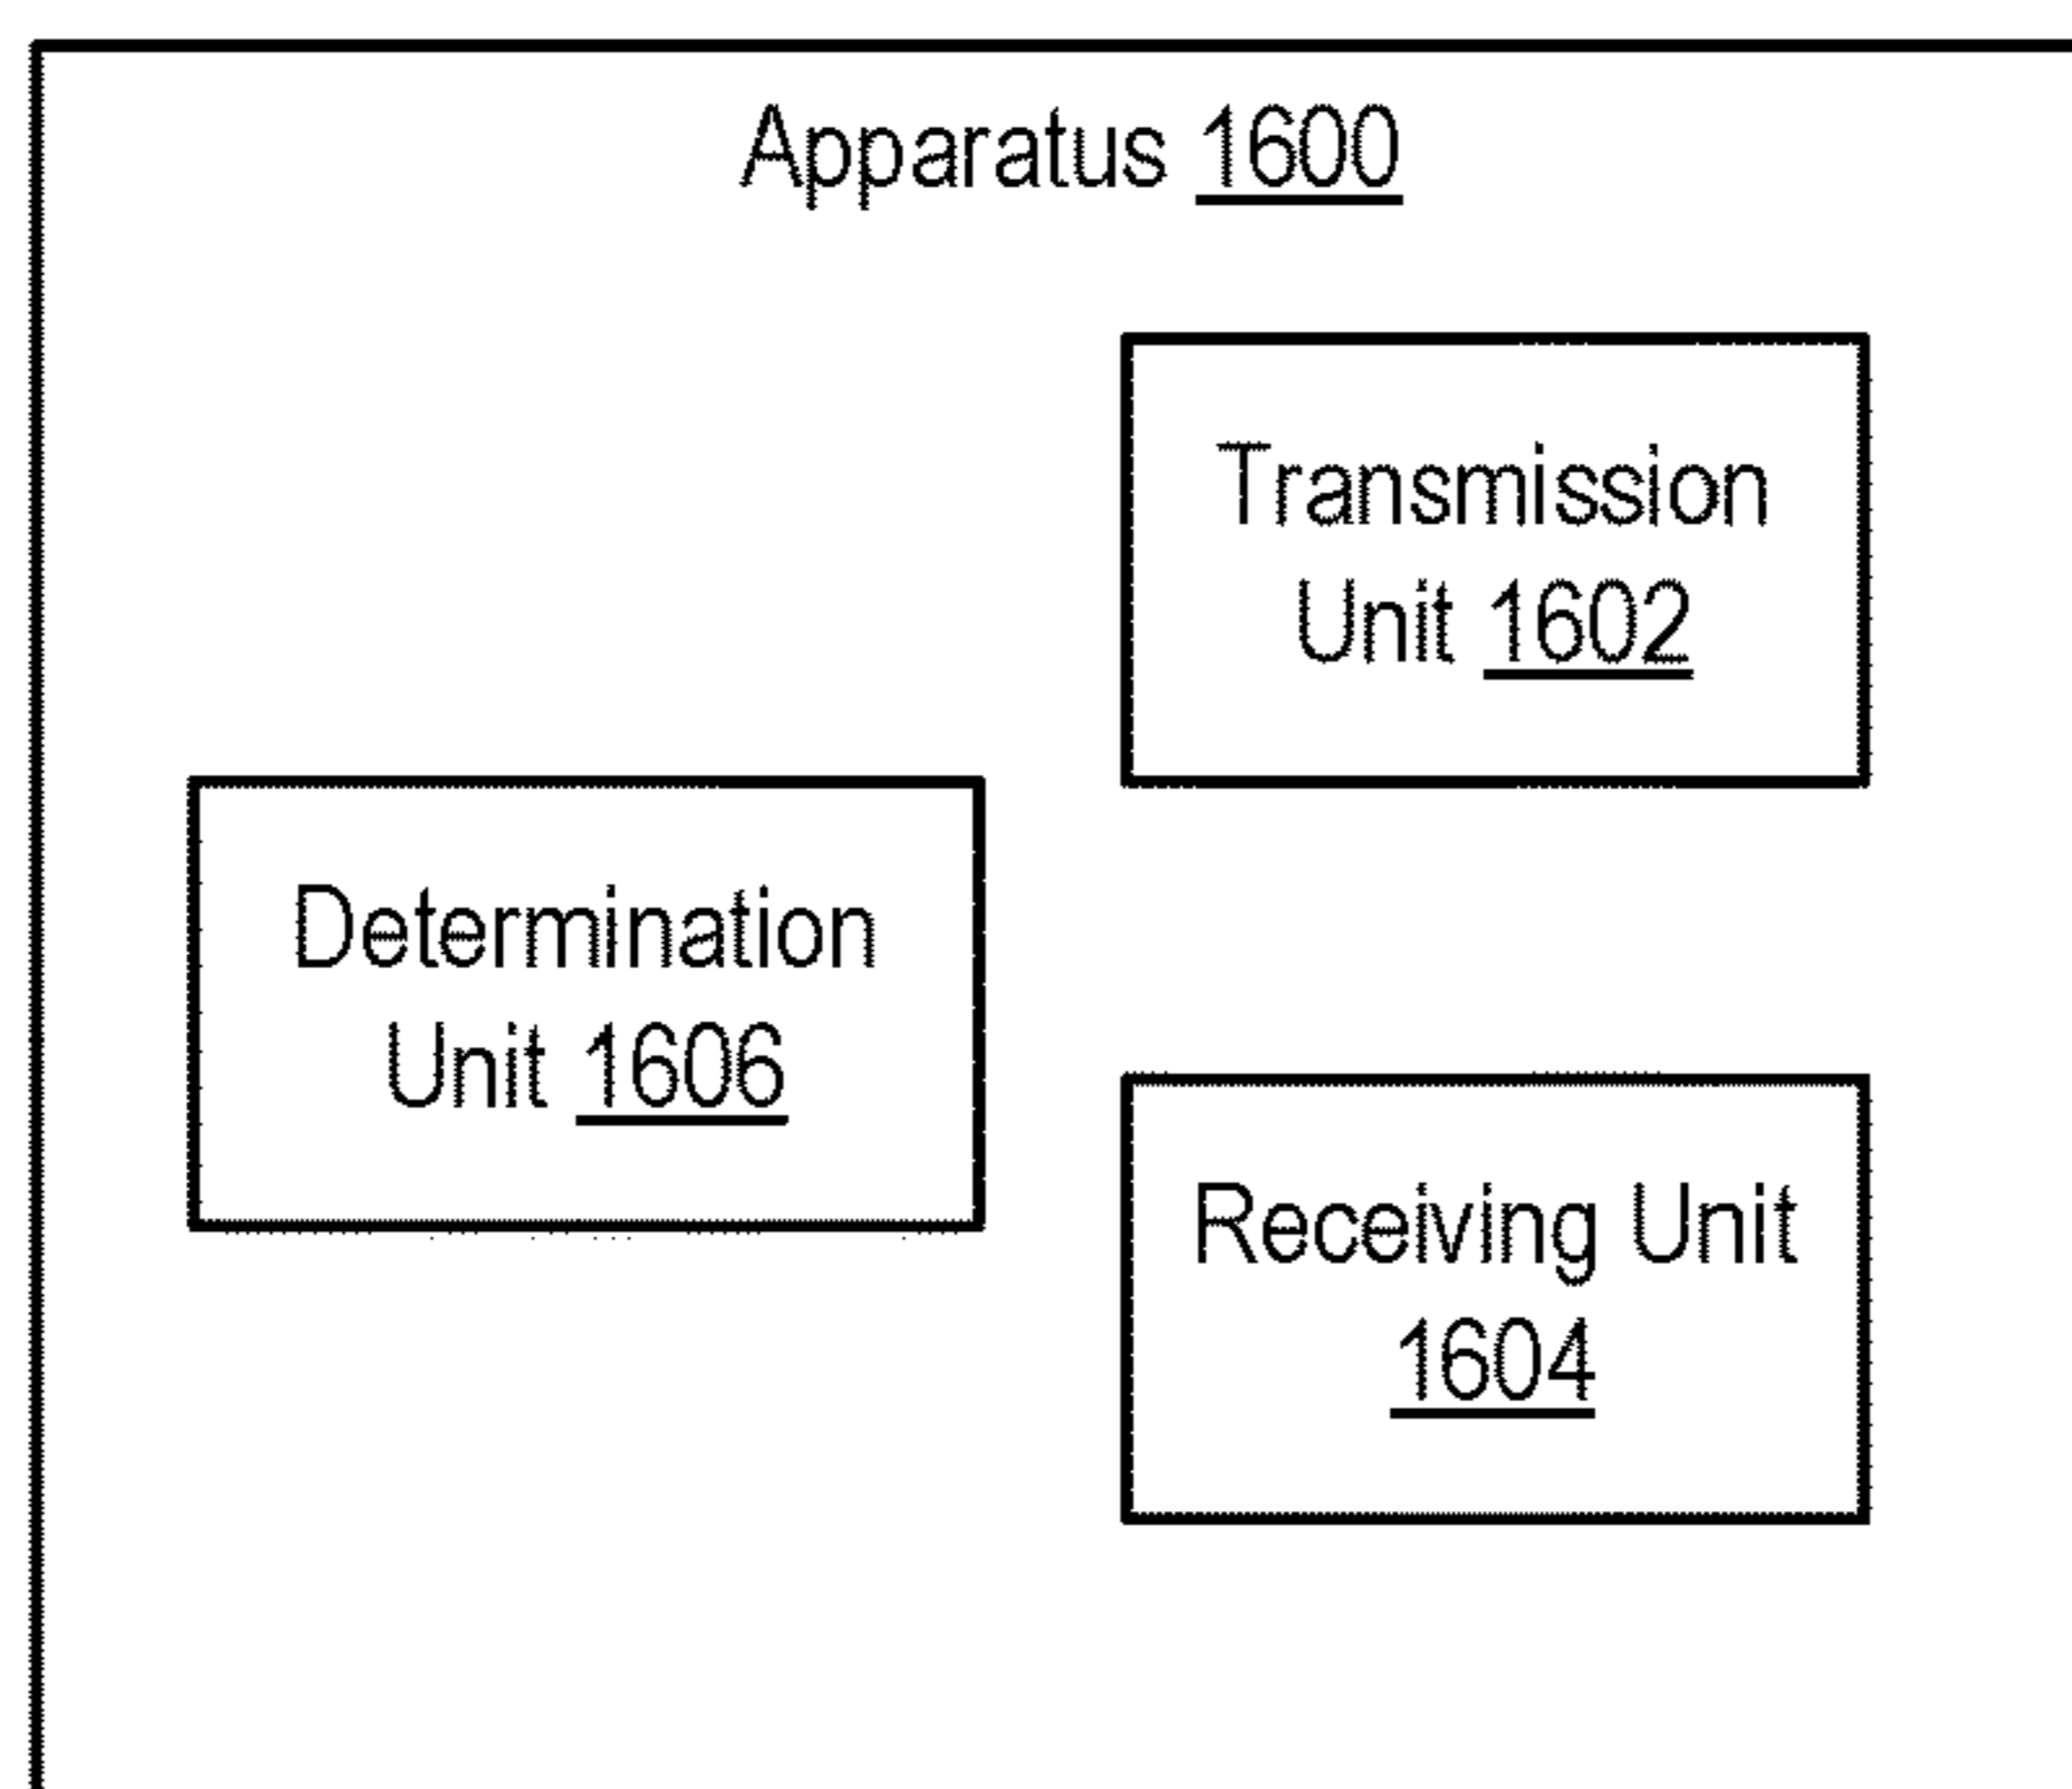 Apparatus 1600
Transmission
Unit 1602
Determination
Unit 1606
Receiving Unit
1604